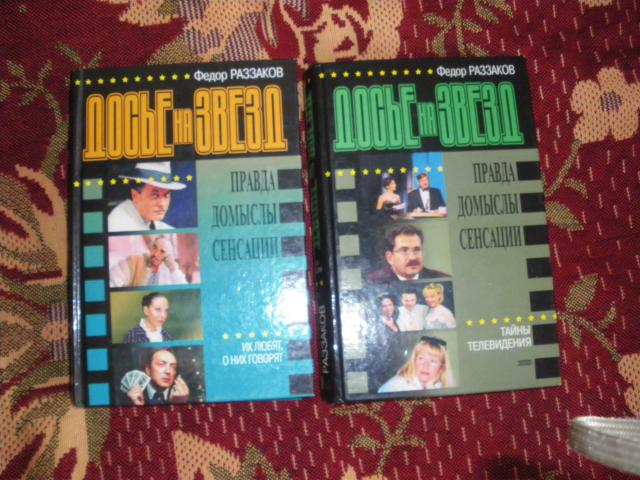 Федор РАЗЗАКОВ
ДОСЬЕ НА ЗВЕЗД
ПРАВДА
ДОМЫСЛЫ
СЕНСАЦИИ
ИХ ЛЮБЯТ,
О НИХ ГОВОРЯТ
Федор РАЗЗАКОВ
ДОСЬЕ НА ЗВЕЗД
ПРАВДА
ДОМЫСЛЫ
СЕНСАЦИИ
ТАЙНЫ
ТЕЛЕВИДЕНИЯ
РАЗЗАКОВ